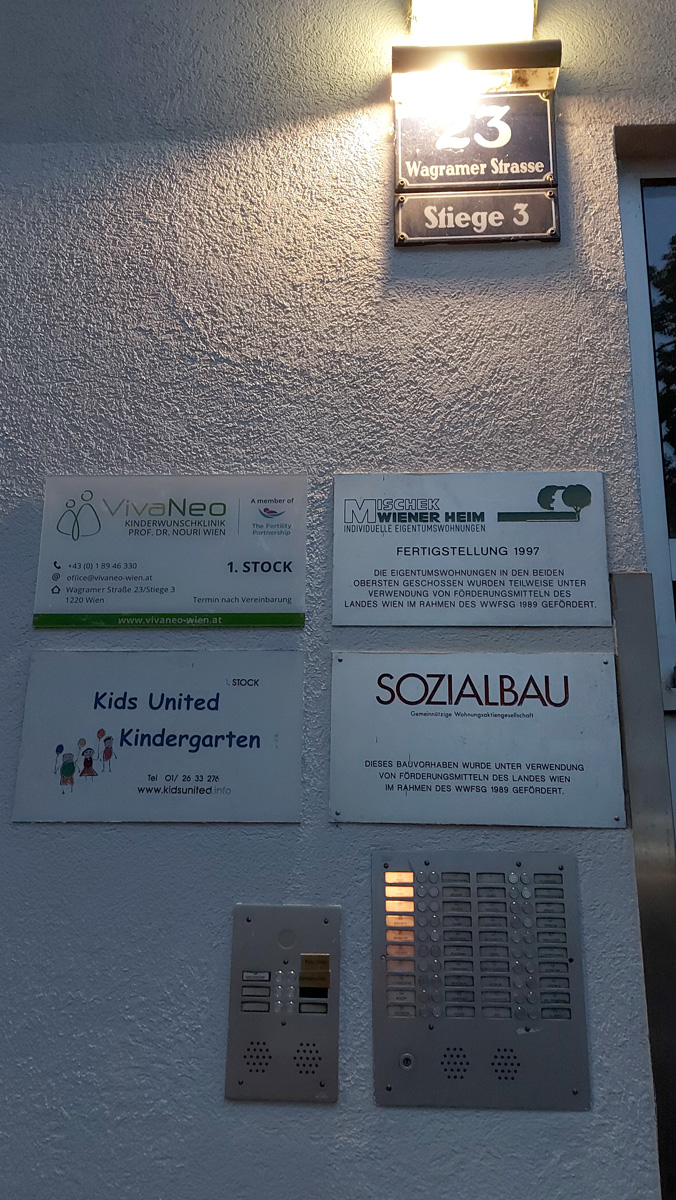 23
Wagramer Strasse
Stiege 3
VivaNeo
KINDERWUNSCHKLINIK
PROF. DR. NOURI WIEN
A member of
The Fertility
Partnership
+43 (0) 1 89 46 330
office@vivaneo-wien.at
Wagramer Straße 23/Stiege 3
1220 Wien
1. STOCK
Termin nach Vereinbarung
www.vivaneo-wien.at
MISCHEK
WIENER HEIM
INDIVIDUELLE EIGENTUMSWOHNUNGEN
FERTIGSTELLUNG 1997
DIE EIGENTUMSWOHNUNGEN IN DEN BEIDEN
OBERSTEN GESCHOSSEN WURDEN TEILWEISE UNTER
VERWENDUNG VON FÖRDERUNGSMITTELN DES
LANDES WIEN IM RAHMEN DES WWFSG 1989 GEFÖRDERT.
STOCK
Kids United
Kindergarten
Tel 01/ 26 33 276
www.kidsunited.info
SOZIALBAU
Gemeinnützige Wohnungsaktiengesellschaft
DIESES BAUVORHABEN WURDE UNTER VERWENDUNG
VON FÖRDERUNGSMITTELN DES LANDES WIEN
IM RAHMEN DES WWFSG 1989 GEFÖRDERT.